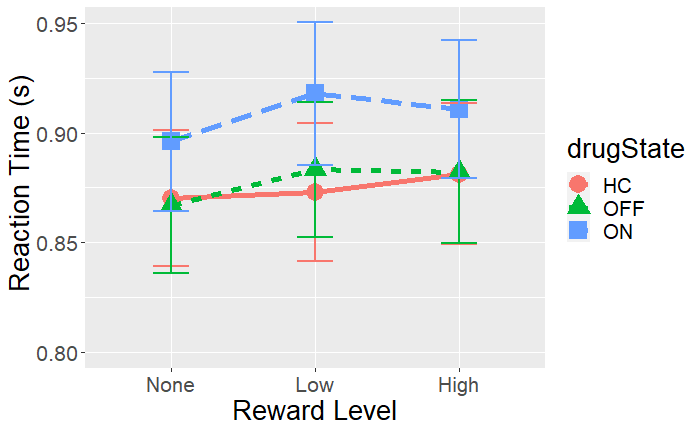 0.95
0.90
0.85
0.80
Reaction Time (s)
None Low High
Reward Level
drugState
HC
OFF
ON